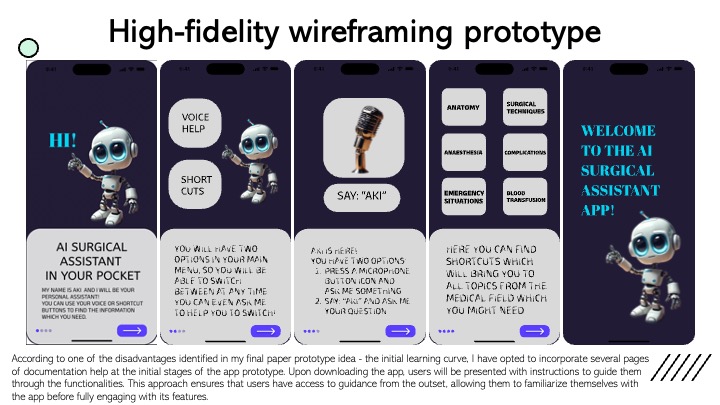 High-fidelity wireframing prototype
HI!
AI SURGICAL
ASSISTANT
IN YOUR POCKET
MY NAME IS AKI AND I WILL BE YOUR
PERSONAL ASSISTANT!
YOU CAN USE YOUR VOICE OR SHORTCUT
BUTTONS TO FIND THE INFORMATION
WHICH YOU NEED.
VOICE
HELP
SHORT
CUTS
YOU WILL HAVE TWO
OPTIONS IN YOUR MAIN
MENU, SO YOU WILL BE
ABLE TO SWITCH
BETWEEN AT ANY TIME
YOU CAN EVEN ASK ME
TO HELP YOU TO SWITCH!
SAY: "AKI"
AKI IS HERE!
YOU HAVE TWO OPTIONS
1. PRESS A MICROPHONE
BUTTON ICON AND
ASK ME SOMETHING
2. SAY: "AKI" AND ASK ME
YOUR QUESTION
ANATOMY
SURGICAL
TECHNIQUES
ANAESTHESIA
COMPLICATIONS
EMERGENCY
SITUATIONS
BLOOD
TRANSFUSION
HERE YOU CAN FIND
SHORTCUTS WHICH
WILL BRING YOU TO
ALL TOPICS FROM THE
MEDICAL FIELD WHICH
YOU MIGHT NEED
WELCOME
TO THE AI
SURGICAL
ASSISTANT
APP!
According to one of the disadvantages identified in my final paper prototype idea - the initial learning curve, I have opted to incorporate several pages
of documentation help at the initial stages of the app prototype. Upon downloading the app, users will be presented with instructions to guide them
through the functionalities. This approach ensures that users have access to guidance from the outset, allowing them to familiarize themselves with
the app before fully engaging with its features.